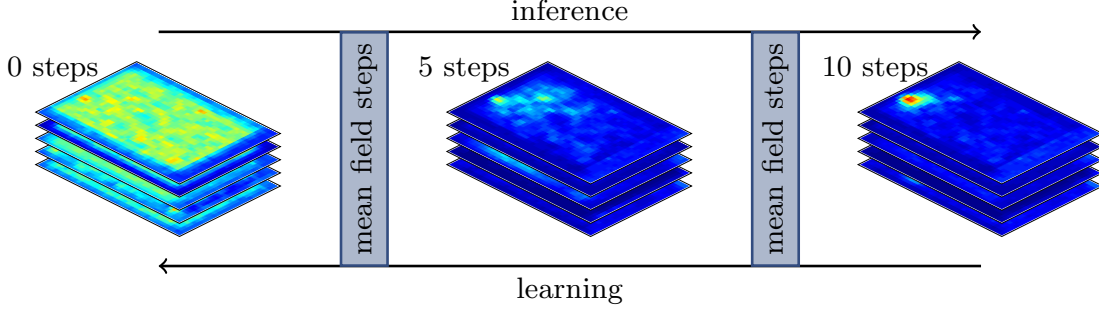 inference
0 steps
mean field steps
5 steps
mean field steps
10 steps
learning